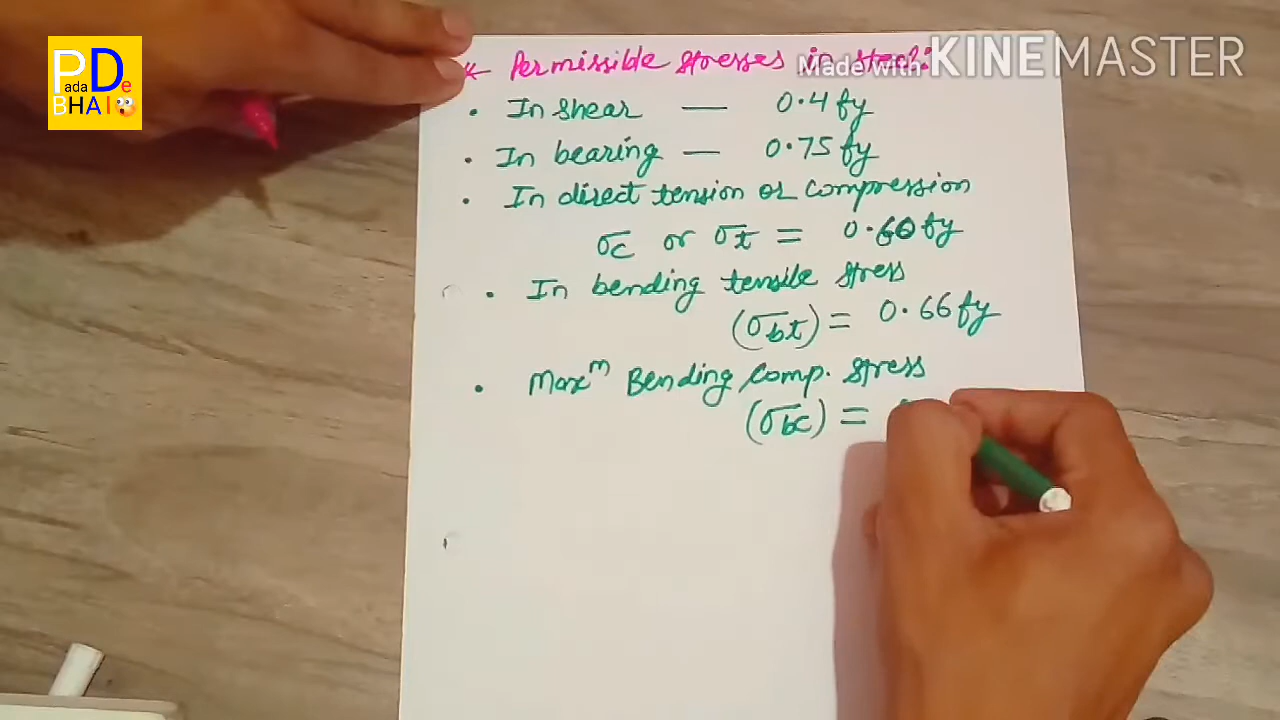 PadaDe
BHAI
* Permissible stresses in steel:
Made with KINEMASTER
• In shear — 0.4 fy
• In bearing — 0.75 fy
• In direct tension or compression
σc or σt = 0.60 fy
• In bending tensile stress
(σbt) = 0.66 fy
• Maxᵐ Bending comp. stress
(σbc) =